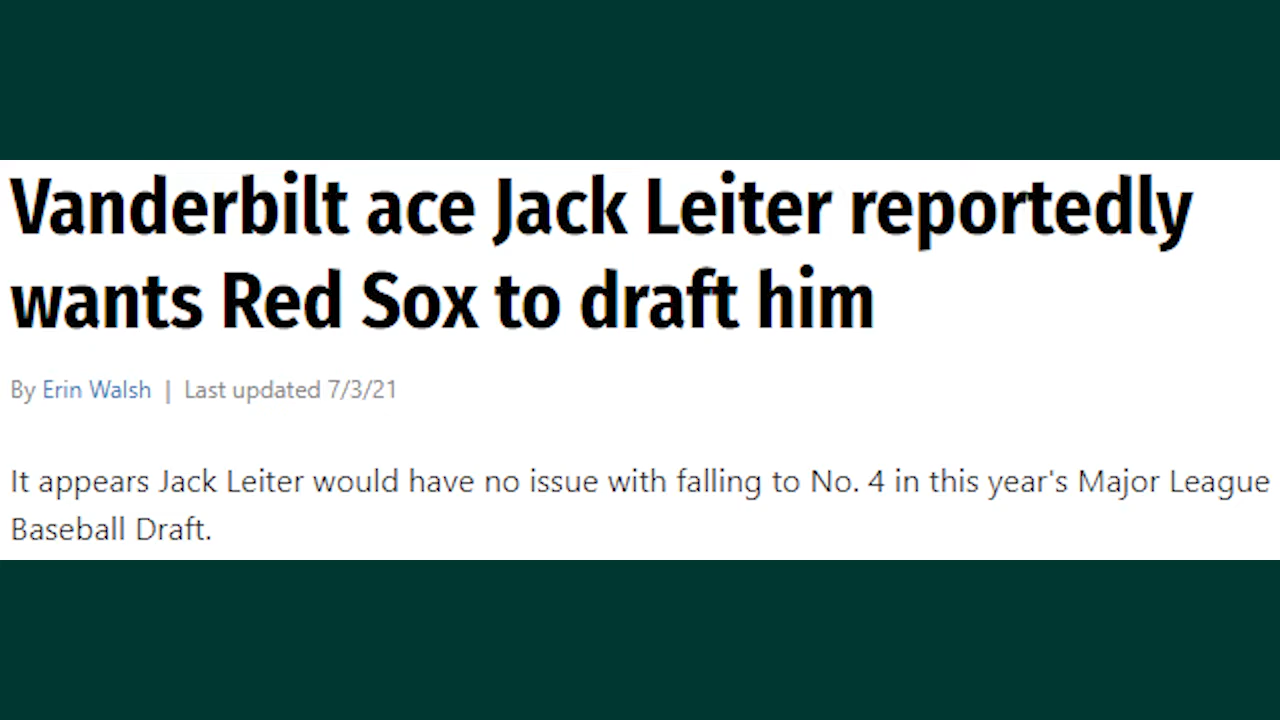 Vanderbilt ace Jack Leiter reportedly
wants Red Sox to draft him
By Erin Walsh | Last updated 7/3/21
It appears Jack Leiter would have no issue with falling to No. 4 in this year's Major League
Baseball Draft.